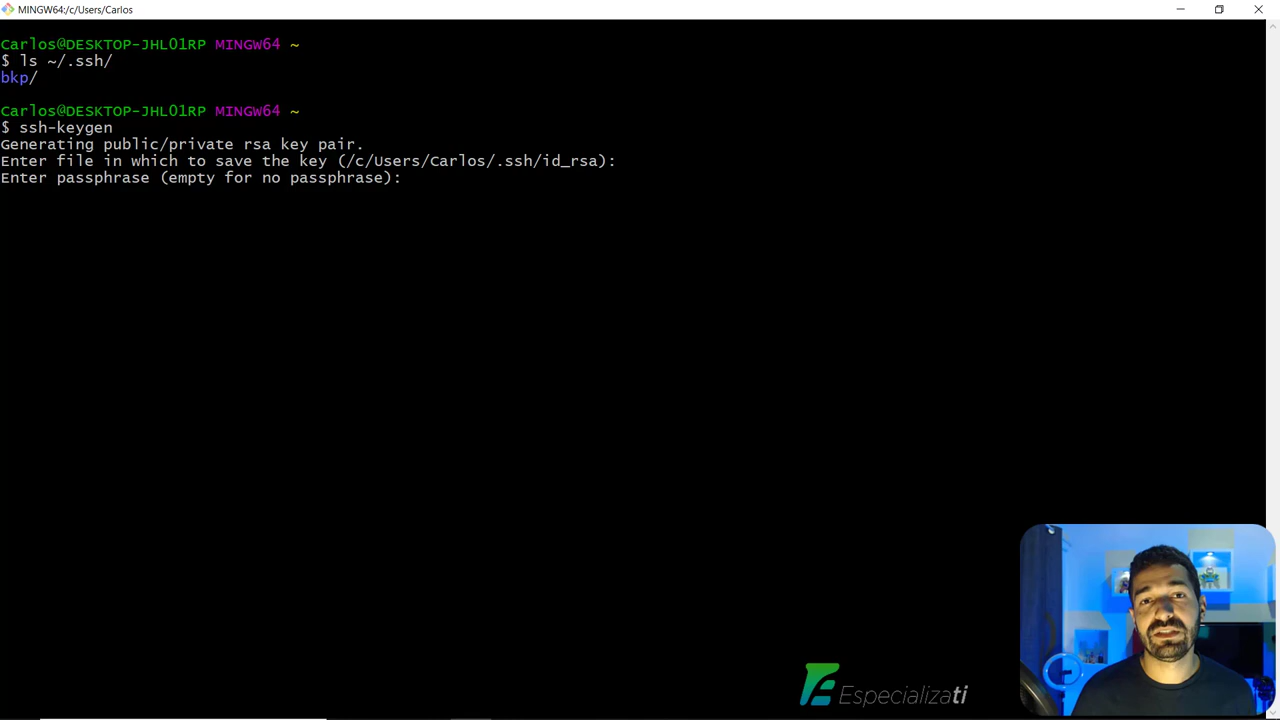 MINGW64:/c/Users/Carlos
Carlos@DESKTOP-JHL01RP MINGW64 ~
$ ls ~/.ssh/
bkp/
Carlos@DESKTOP-JHL01RP MINGW64 ~
$ ssh-keygen
Generating public/private rsa key pair.
Enter file in which to save the key (/c/Users/Carlos/.ssh/id_rsa):
Enter passphrase (empty for no passphrase):
Especializati